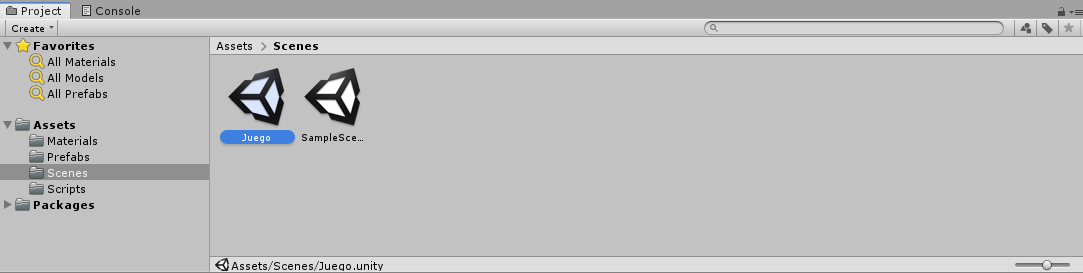 Project Console
Create
Favorites
All Materials
All Models
All Prefabs
Assets
Materials
Prefabs
Scenes
Scripts
Packages
Assets > Scenes
Juego SampleSce...
Assets/Scenes/Juego.unity